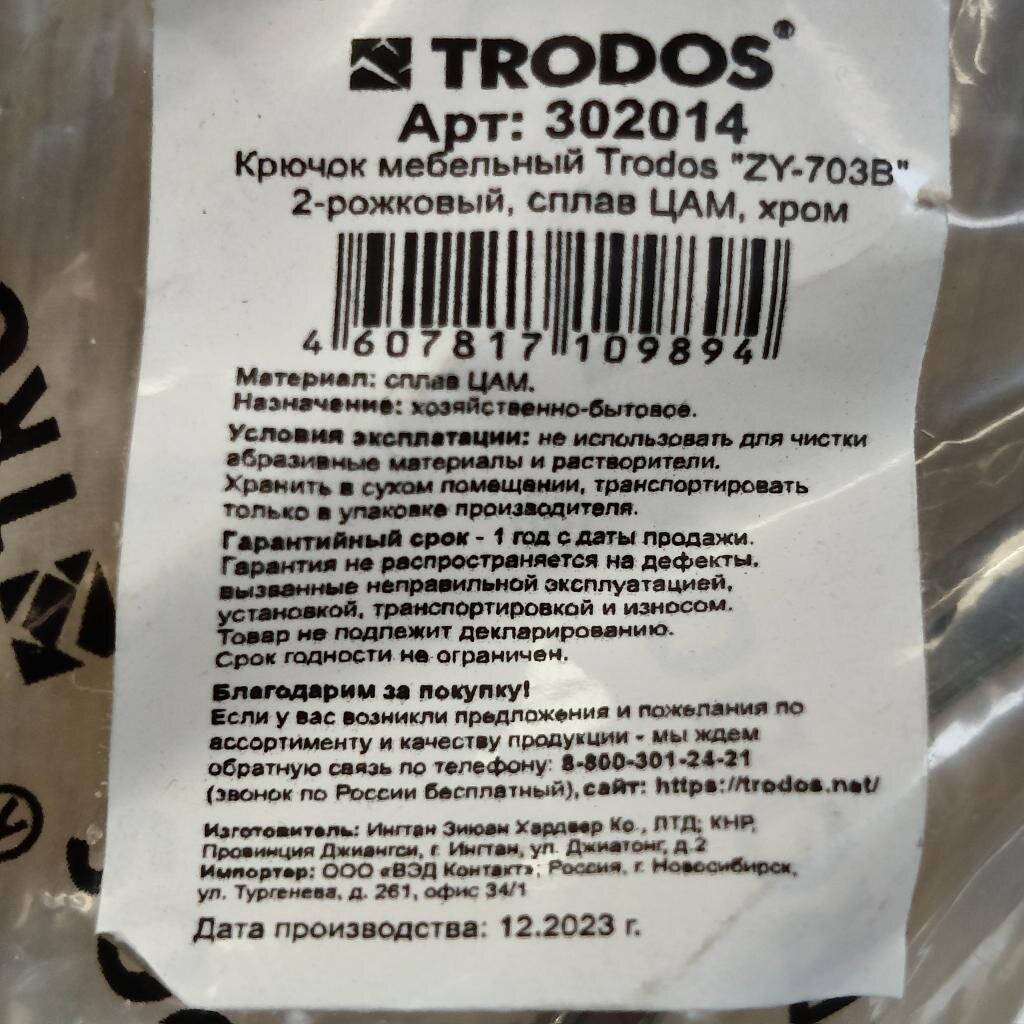 TRODOS®
Арт: 302014
Крючок мебельный Trodos "ZY-703B"
2-рожковый, сплав ЦАМ, хром
4 607817 109894
Материал: сплав ЦАМ.
Назначение: хозяйственно-бытовое.
Условия эксплатации: не использовать для чистки
абразивные материалы и растворители.
Хранить в сухом помещении, транспортировать
только в упаковке производителя.
Гарантийный срок - 1 год с даты продажи.
Гарантия не распространяется на дефекты,
вызванные неправильной эксплуатацией,
установкой, транспортировкой и износом.
Товар не подлежит декларированию.
Срок годности не ограничен.
Благодарим за покупку!
Если у вас возникли предложения и пожелания по
ассортименту и качеству продукции - мы ждем
обратную связь по телефону: 8-800-301-24-21
(звонок по России бесплатный), сайт: https://trodos.net/
Изготовитель: Ингтан Зиюан Хардвер Ко., ЛТД; КНР,
Провинция Джиангси, г. Ингтан, ул. Джиатонг, д.2
Импортер: ООО «ВЭД Контакт»; Россия, г. Новосибирск,
ул. Тургенева, д. 261, офис 34/1
Дата производства: 12.2023 г.